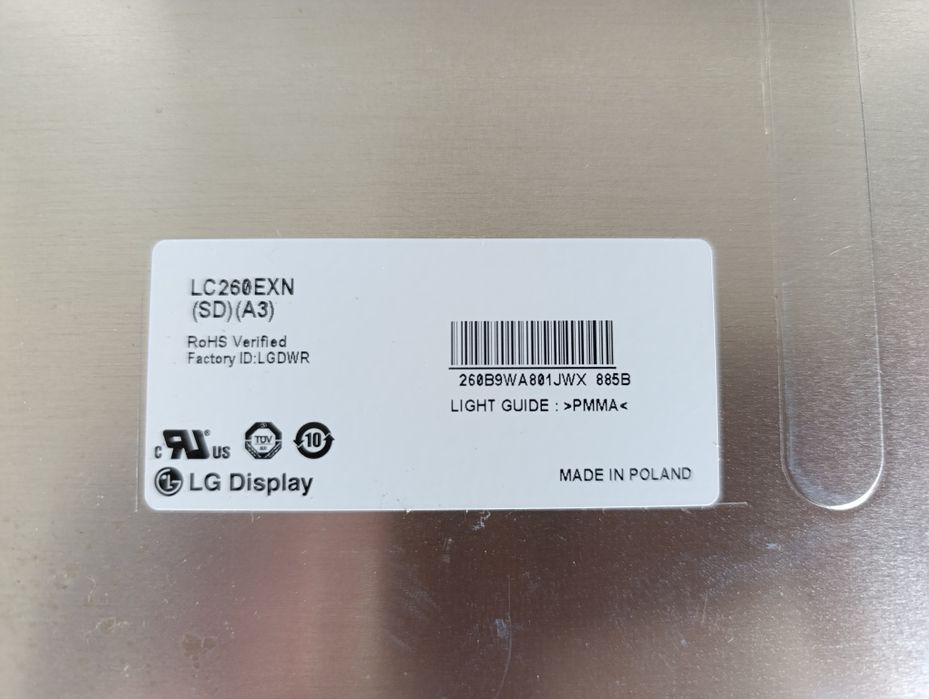 LC260EXN
(SD)(A3)
RoHS Verified
Factory ID:LGDWR
260B9WA801JWX 885B
LIGHT GUIDE : >PMMA<
c RU® US TÜV 10
LG Display
MADE IN POLAND